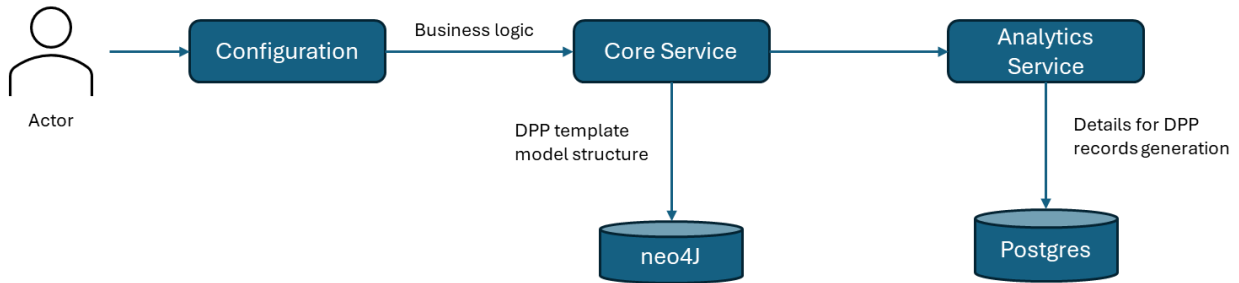 Actor
Configuration
Business logic
Core Service
Analytics
Service
DPP template
model structure
Details for DPP
records generation
neo4J
Postgres